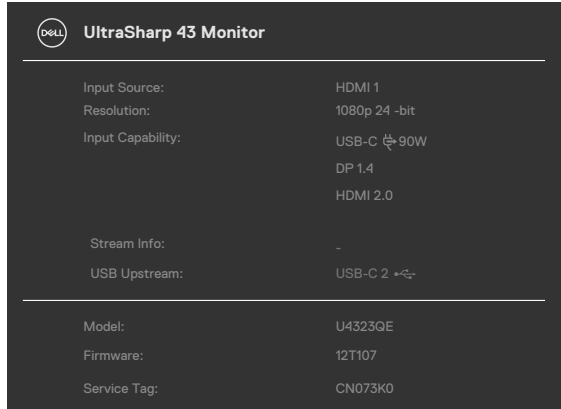 DELL UltraSharp 43 Monitor
Input Source: HDMI 1
Resolution: 1080p 24 -bit
Input Capability: USB-C 90W
DP 1.4
HDMI 2.0
Stream Info: -
USB Upstream: USB-C 2
Model: U4323QE
Firmware: 12T107
Service Tag: CN073K0